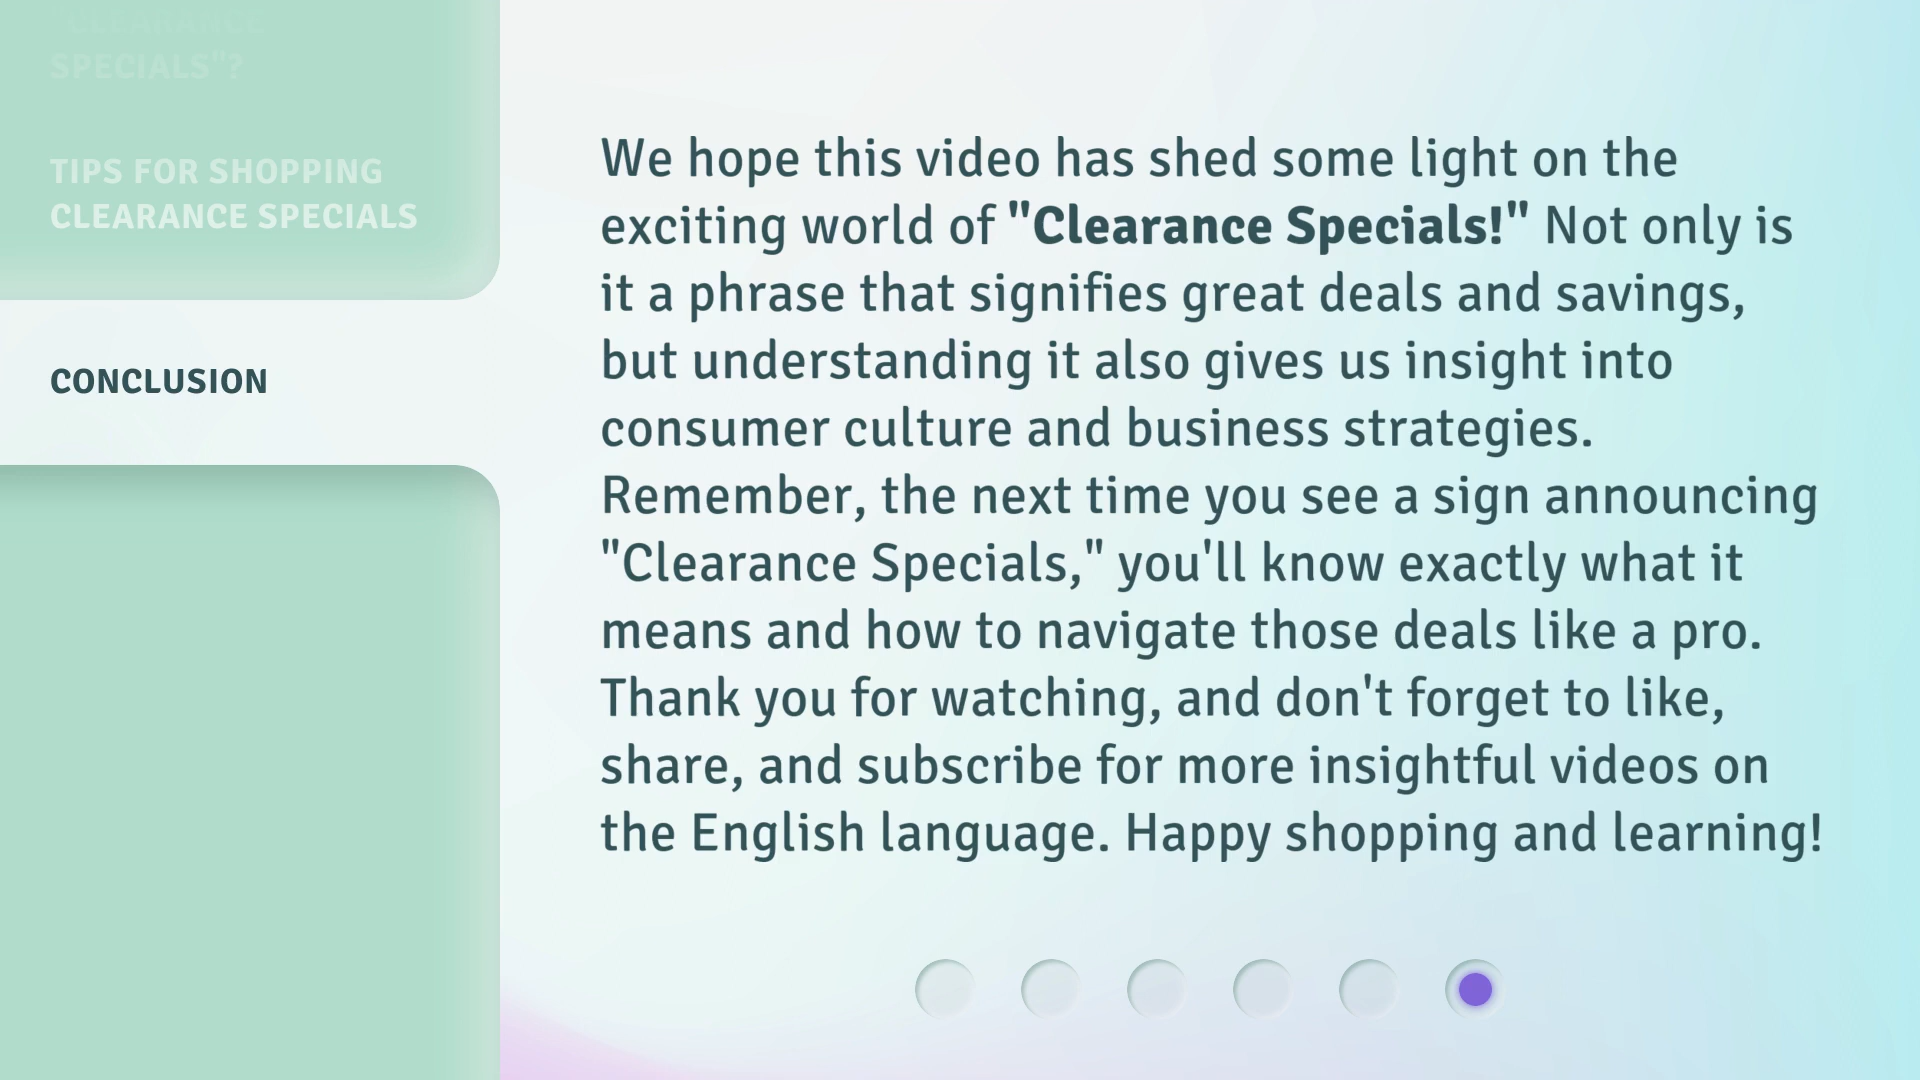 "CLEARANCE
SPECIALS"?
TIPS FOR SHOPPING
CLEARANCE SPECIALS
CONCLUSION
We hope this video has shed some light on the
exciting world of "Clearance Specials!" Not only is
it a phrase that signifies great deals and savings,
but understanding it also gives us insight into
consumer culture and business strategies.
Remember, the next time you see a sign announcing
"Clearance Specials," you'll know exactly what it
means and how to navigate those deals like a pro.
Thank you for watching, and don't forget to like,
share, and subscribe for more insightful videos on
the English language. Happy shopping and learning!